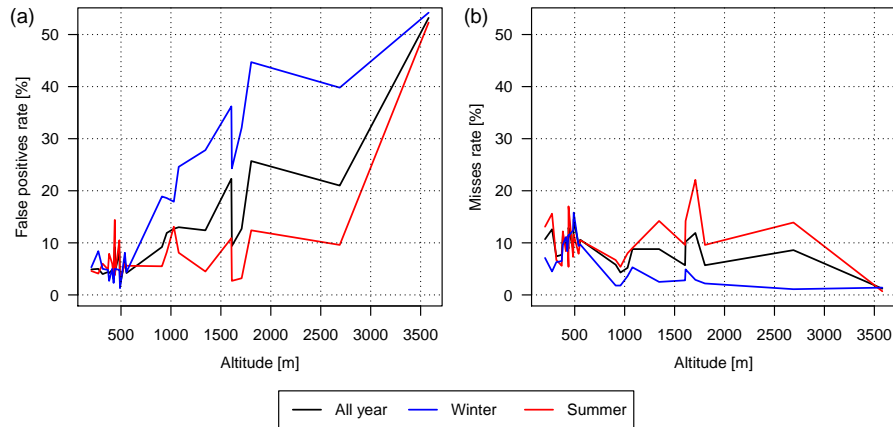 (a)
False positives rate [%]
50
40
30
20
10
0
500 1000 1500 2000 2500 3000 3500
Altitude [m]
(b)
Misses rate [%]
50
40
30
20
10
0
500 1000 1500 2000 2500 3000 3500
Altitude [m]
All year Winter Summer